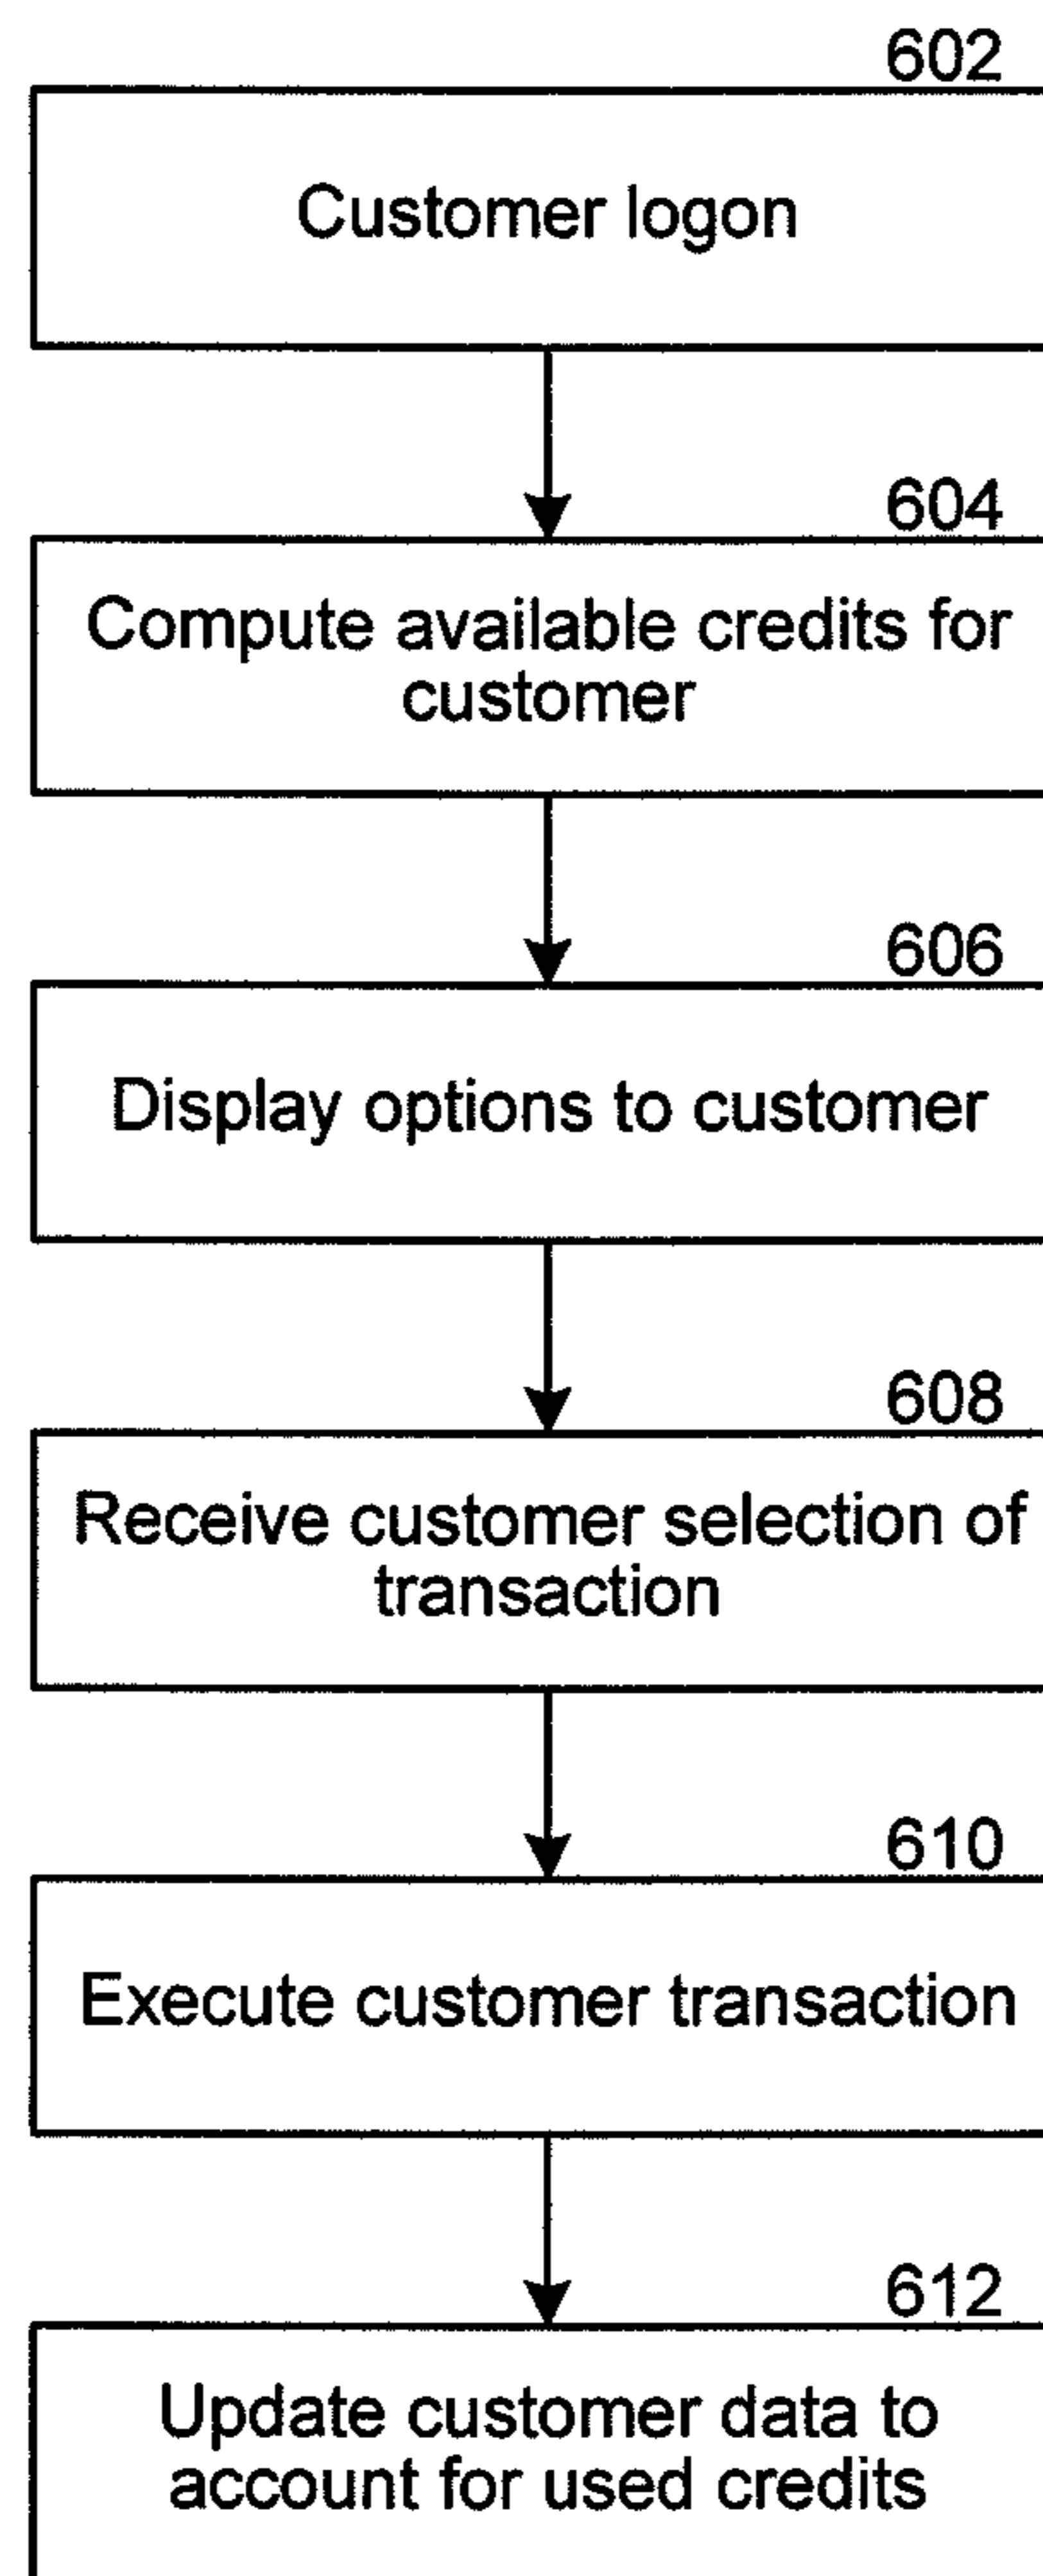 602
Customer logon
604
Compute available credits for
customer
606
Display options to customer
608
Receive customer selection of
transaction
610
Execute customer transaction
612
Update customer data to
account for used credits